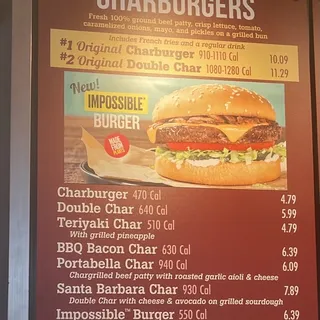 CHARBURGERS
Fresh 100% ground beef patty, crisp lettuce, tomato,
caramelized onions, mayo, and pickles on a grilled bun
Includes French fries and a regular drink
#1 Original Charburger 910-1110 Cal 10.09
#2 Original Double Char 1080-1280 Cal 11.29
New!
IMPOSSIBLE™
BURGER
MADE
FROM
PLANTS
Charburger 470 Cal 4.79
Double Char 640 Cal 5.99
Teriyaki Char 510 Cal 4.79
With grilled pineapple
BBQ Bacon Char 630 Cal 6.39
Portabella Char 940 Cal 6.09
Chargrilled beef patty with roasted garlic aioli & cheese
Santa Barbara Char 930 Cal 7.89
Double Char with cheese & avocado on grilled sourdough
Impossible™ Burger 550 Cal 6.39